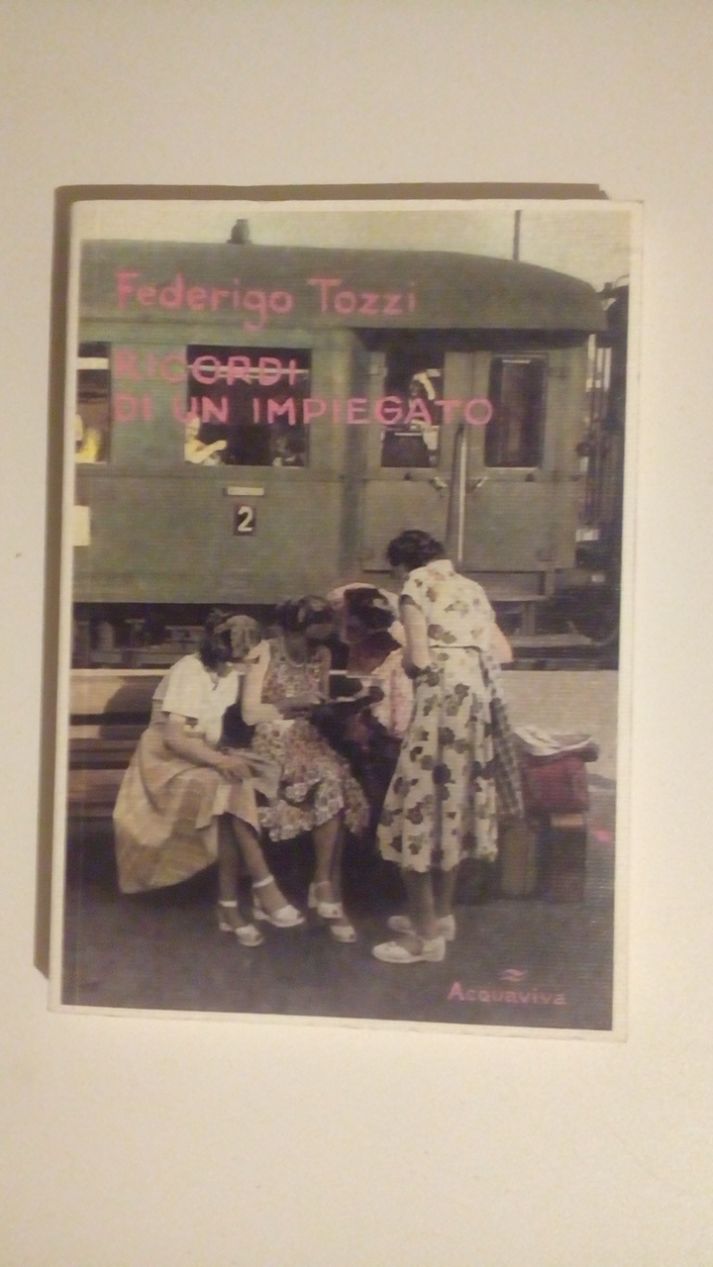 Federigo Tozzi
RICORDI
DI UN IMPIEGATO
2
Acquaviva